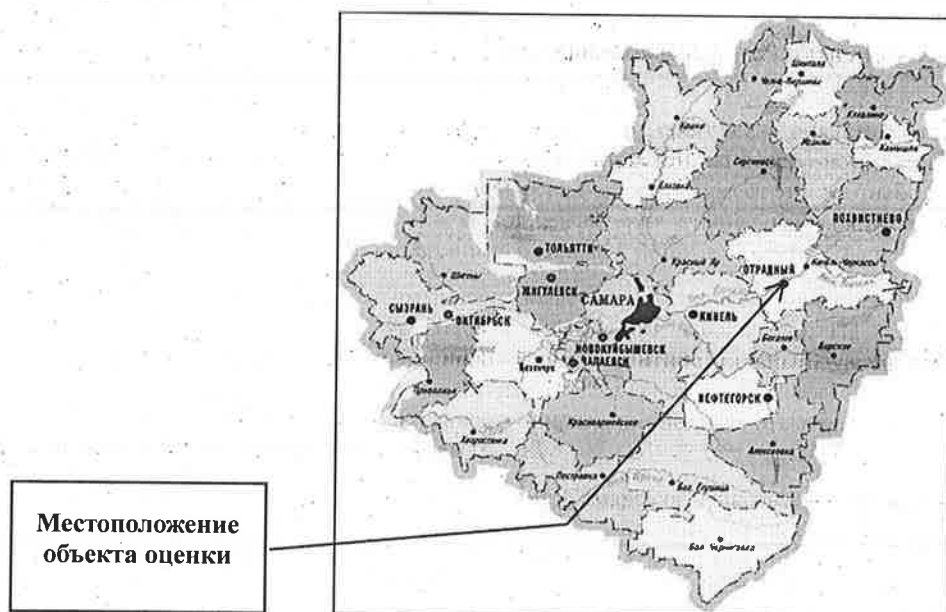 Шентала
Челно-Вершины
Клявлино
Кошки
Исаклы
Камышла
Сергиевск
Елховка
ПОХВИСТНЕВО
ТОЛЬЯТТИ
Красный Яр
ОТРАДНЫЙ
Кинель-Черкассы
Шигоны
ЖИГУЛЕВСК
САМАРА
СЫЗРАНЬ
ОКТЯБРЬСК
КИНЕЛЬ
НОВОКУЙБЫШЕВСК
Богатое
Борское
Безенчук
ЧАПАЕВСК
Приволжье
НЕФТЕГОРСК
Красноармейское
Хворостянка
Алексеевка
Пестравка
Бол. Глушица
Местоположение
объекта оценки
Бол. Черниговка